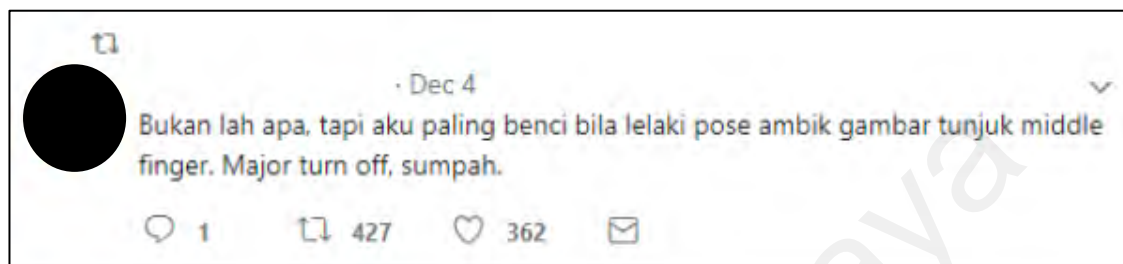 · Dec 4
Bukan lah apa, tapi aku paling benci bila lelaki pose ambik gambar tunjuk middle
finger. Major turn off, sumpah.
1 427 362
aya